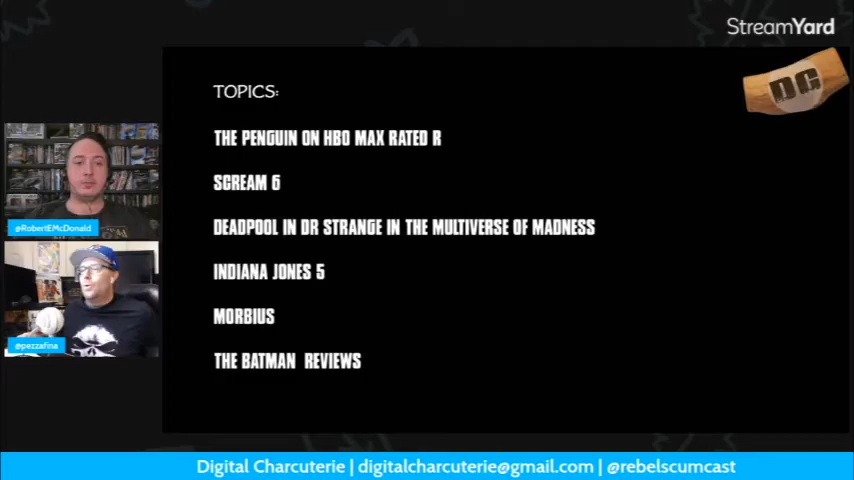 StreamYard
DG
TOPICS:
THE PENGUIN ON HBO MAX RATED R
SCREAM 6
DEADPOOL IN DR STRANGE IN THE MULTIVERSE OF MADNESS
INDIANA JONES 5
MORBIUS
THE BATMAN REVIEWS
@RobertEMcDonald
@pezzafina
Digital Charcuterie | digitalcharcuterie@gmail.com | @rebelscumcast